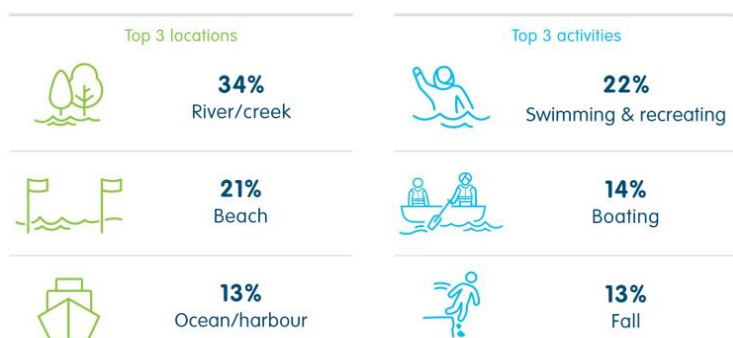 Top 3 locations
34%
River/creek
21%
Beach
13%
Ocean/harbour
Top 3 activities
22%
Swimming & recreating
14%
Boating
13%
Fall